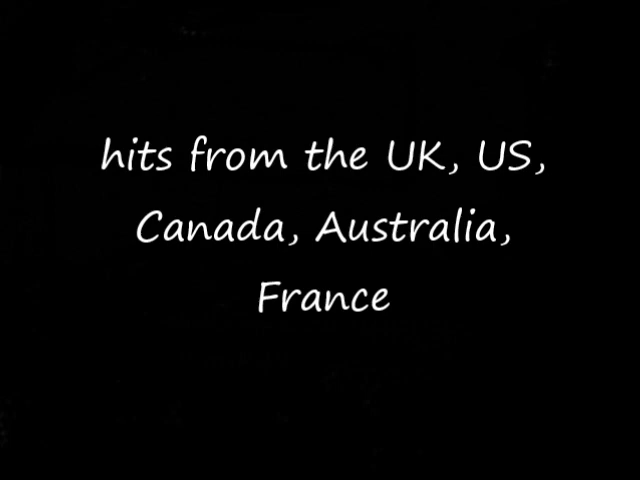 hits from the UK, US,
Canada, Australia,
France